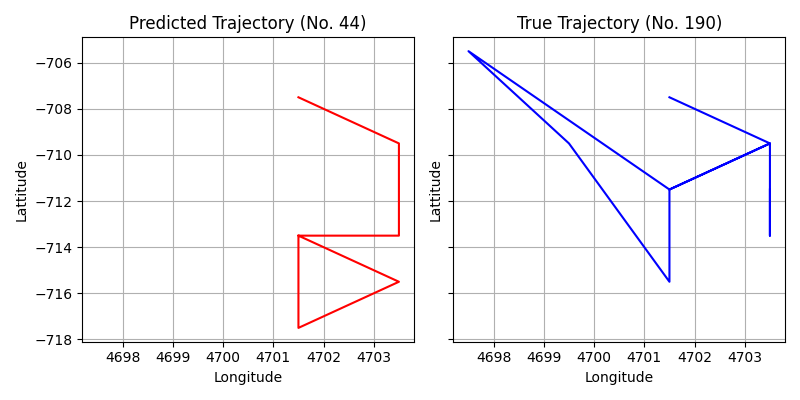 Predicted Trajectory (No. 44)
True Trajectory (No. 190)
Lattitude
−706
−708
−710
−712
−714
−716
−718
4698 4699 4700 4701 4702 4703
Longitude
Lattitude
4698 4699 4700 4701 4702 4703
Longitude